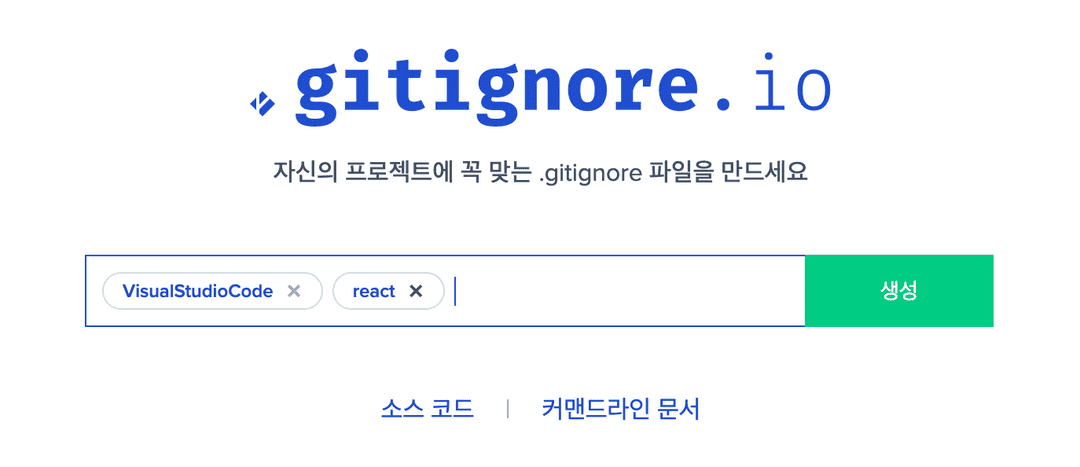 gitignore.io
자신의 프로젝트에 꼭 맞는 .gitignore 파일을 만드세요
VisualStudioCode × react × 생성
소스 코드 | 커맨드라인 문서